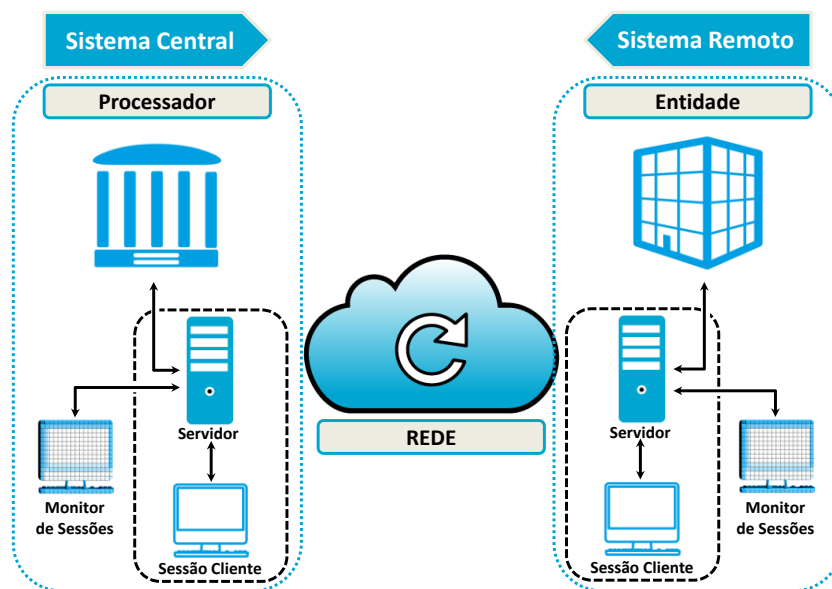 Sistema Central
Sistema Remoto
Processador
Entidade
Servidor
Servidor
REDE
Monitor
de Sessões
Monitor
de Sessões
Sessão Cliente
Sessão Cliente